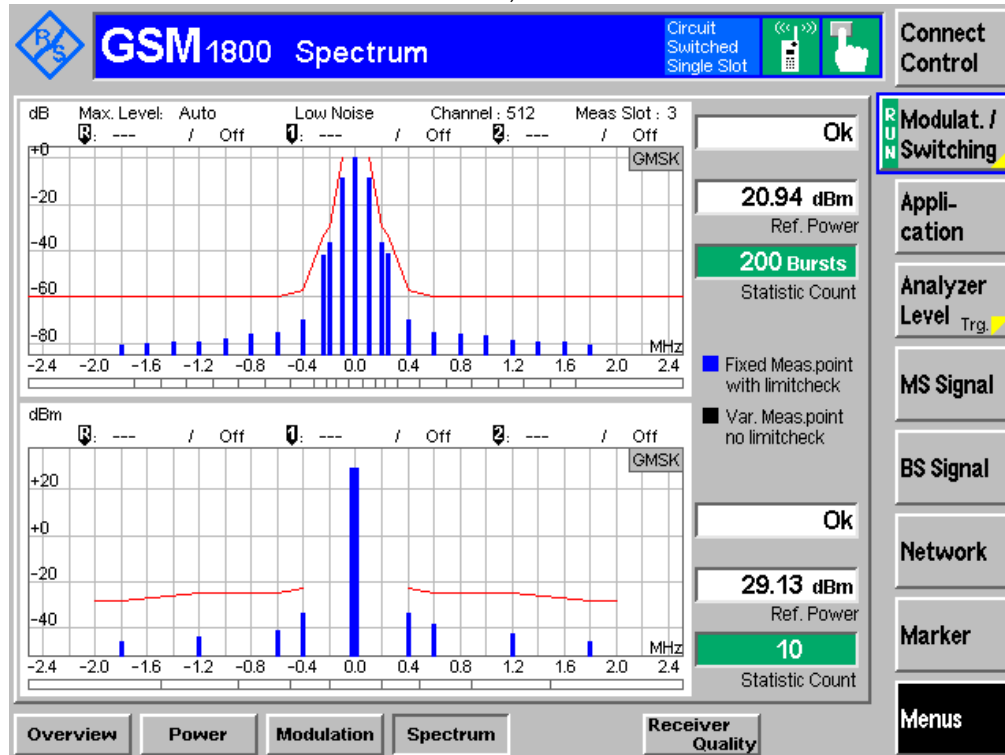 R&S
GSM 1800 Spectrum
Circuit Switched Single Slot
Connect Control
dB Max. Level: Auto Low Noise Channel : 512 Meas Slot : 3
R: --- / Off 1: --- / Off 2: --- / Off
GMSK
+0
-20
-40
-60
-80
MHz
-2.4 -2.0 -1.6 -1.2 -0.8 -0.4 0.0 0.4 0.8 1.2 1.6 2.0 2.4
Ok
20.94 dBm
Ref. Power
200 Bursts
Statistic Count
Fixed Meas.point
with limitcheck
Var. Meas.point
no limitcheck
dBm
R: --- / Off 1: --- / Off 2: --- / Off
GMSK
+20
+0
-20
-40
MHz
-2.4 -2.0 -1.6 -1.2 -0.8 -0.4 0.0 0.4 0.8 1.2 1.6 2.0 2.4
Ok
29.13 dBm
Ref. Power
10
Statistic Count
RUN
Modulat. /
Switching
Appli-
cation
Analyzer
Level Trg.
MS Signal
BS Signal
Network
Marker
Menus
Overview Power Modulation Spectrum Receiver Quality